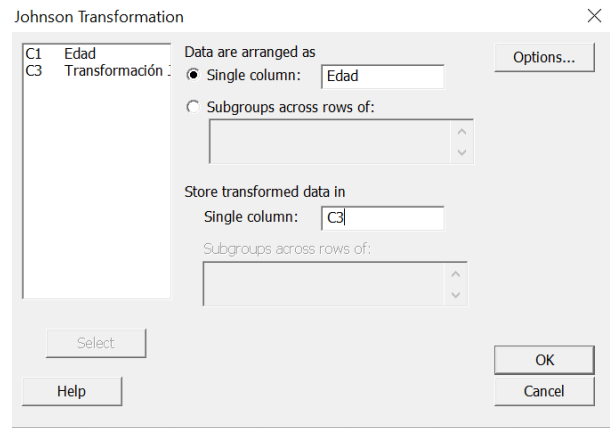 Johnson Transformation
C1 Edad
C3 Transformación
Data are arranged as
Single column: Edad
Subgroups across rows of:
Store transformed data in
Single column: C3
Subgroups across rows of:
Options...
Select
Help
OK
Cancel